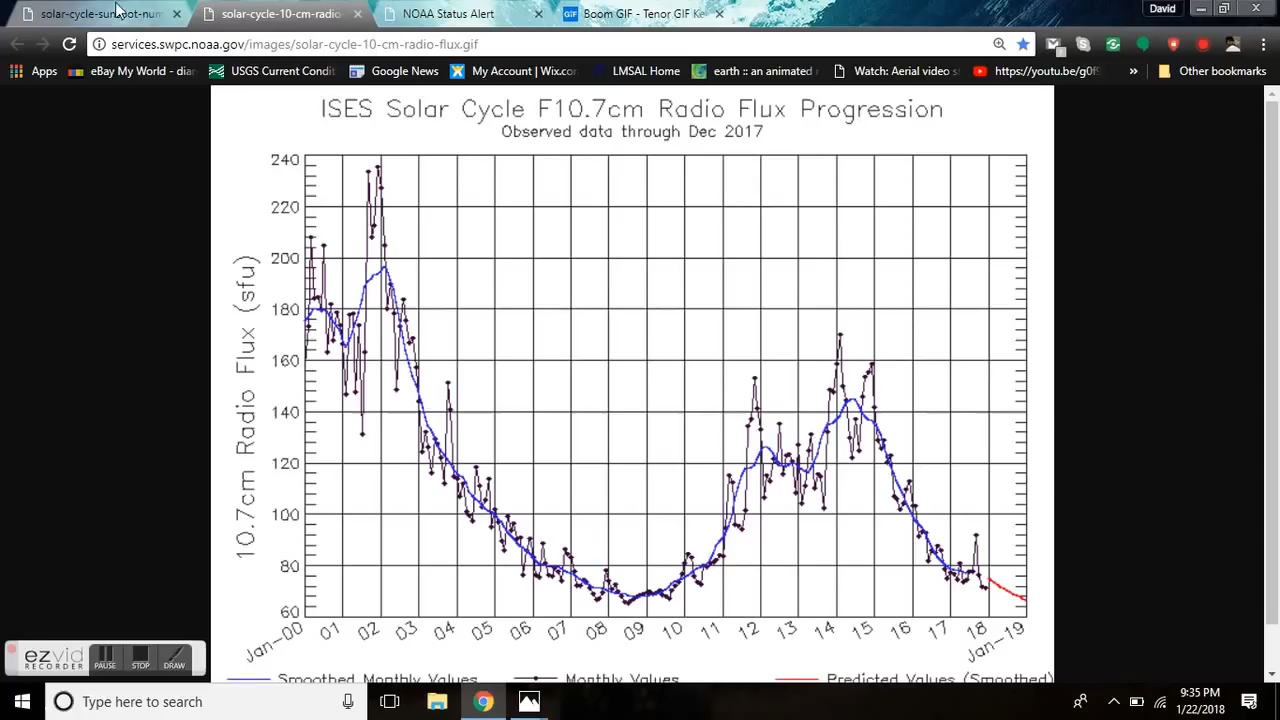 solar-cycle-sunspot-num
solar-cycle-10-cm-radio
NOAA Status Alert
Boom GIF - Tenor GIF Ke
David
services.swpc.noaa.gov/images/solar-cycle-10-cm-radio-flux.gif
Apps
eBay My World - dian
USGS Current Condit
Google News
My Account | Wix.com
LMSAL Home
earth :: an animated
Watch: Aerial video s
https://youtu.be/g0f9
»
Other bookmarks
ISES Solar Cycle F10.7cm Radio Flux Progression
Observed data through Dec 2017
10.7cm Radio Flux (sfu)
240
220
200
180
160
140
120
100
80
60
Jan-00 01 02 03 04 05 06 07 08 09 10 11 12 13 14 15 16 17 18 Jan-19
Smoothed Monthly Values Monthly Values Predicted Values (Smoothed)
ezvid
RECORDER
PAUSE STOP DRAW
Type here to search
9:35 PM
1/22/2018